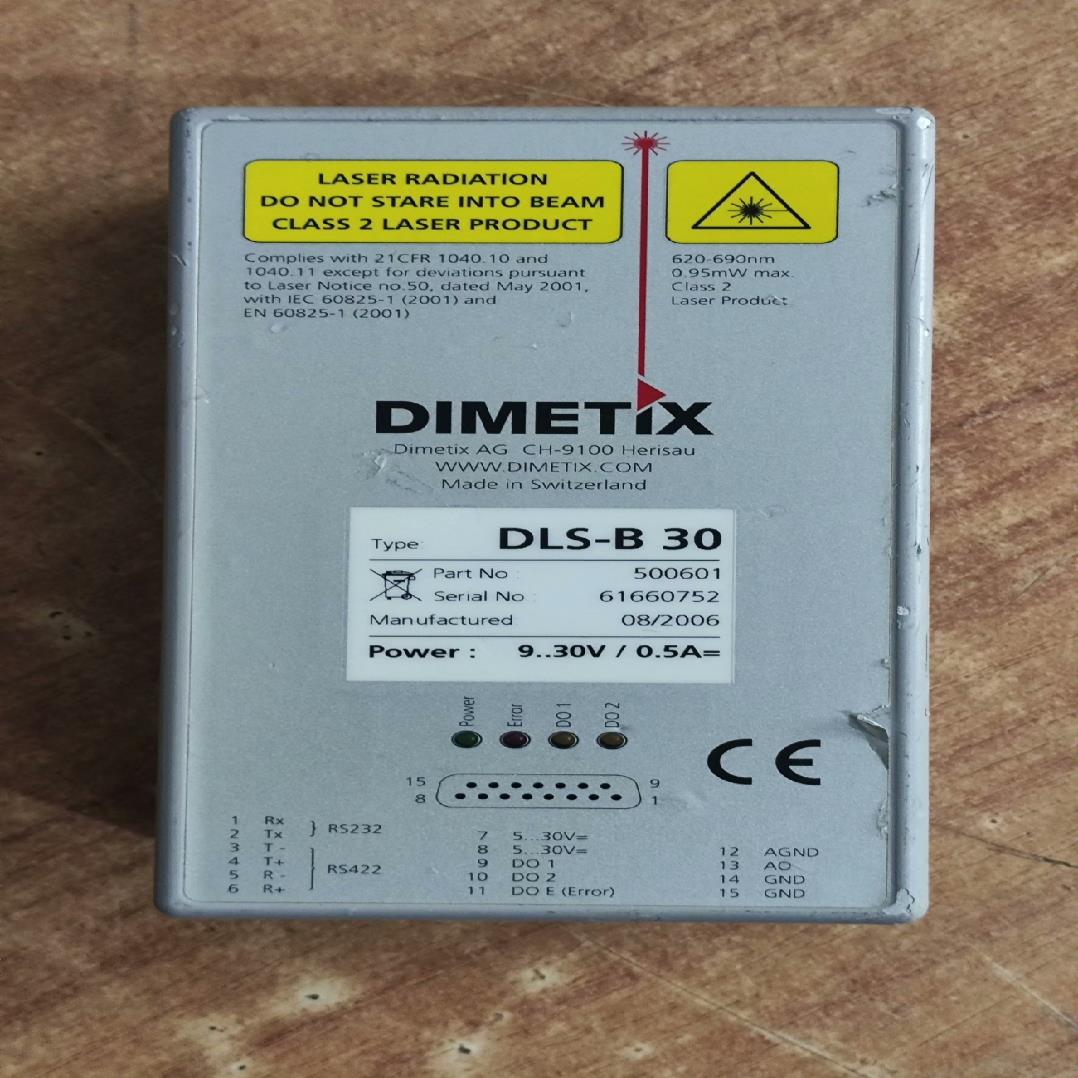 LASER RADIATION
DO NOT STARE INTO BEAM
CLASS 2 LASER PRODUCT
Complies with 21CFR 1040.10 and
1040.11 except for deviations pursuant
to Laser Notice no.50, dated May 2001,
with IEC 60825-1 (2001) and
EN 60825-1 (2001)
620-690nm
0.95mW max.
Class 2
Laser Product
DIMETIX
Dimetix AG CH-9100 Herisau
WWW.DIMETIX.COM
Made in Switzerland
Type: DLS-B 30
Part No : 500601
Serial No : 61660752
Manufactured 08/2006
Power : 9..30V / 0.5A=
Power Error DO 1 DO 2
CE
15 9
8 1
1 Rx
2 Tx
RS232
3 T-
4 T+
5 R-
6 R+
RS422
7 5...30V=
8 5...30V=
9 DO 1
10 DO 2
11 DO E (Error)
12 AGND
13 AO
14 GND
15 GND